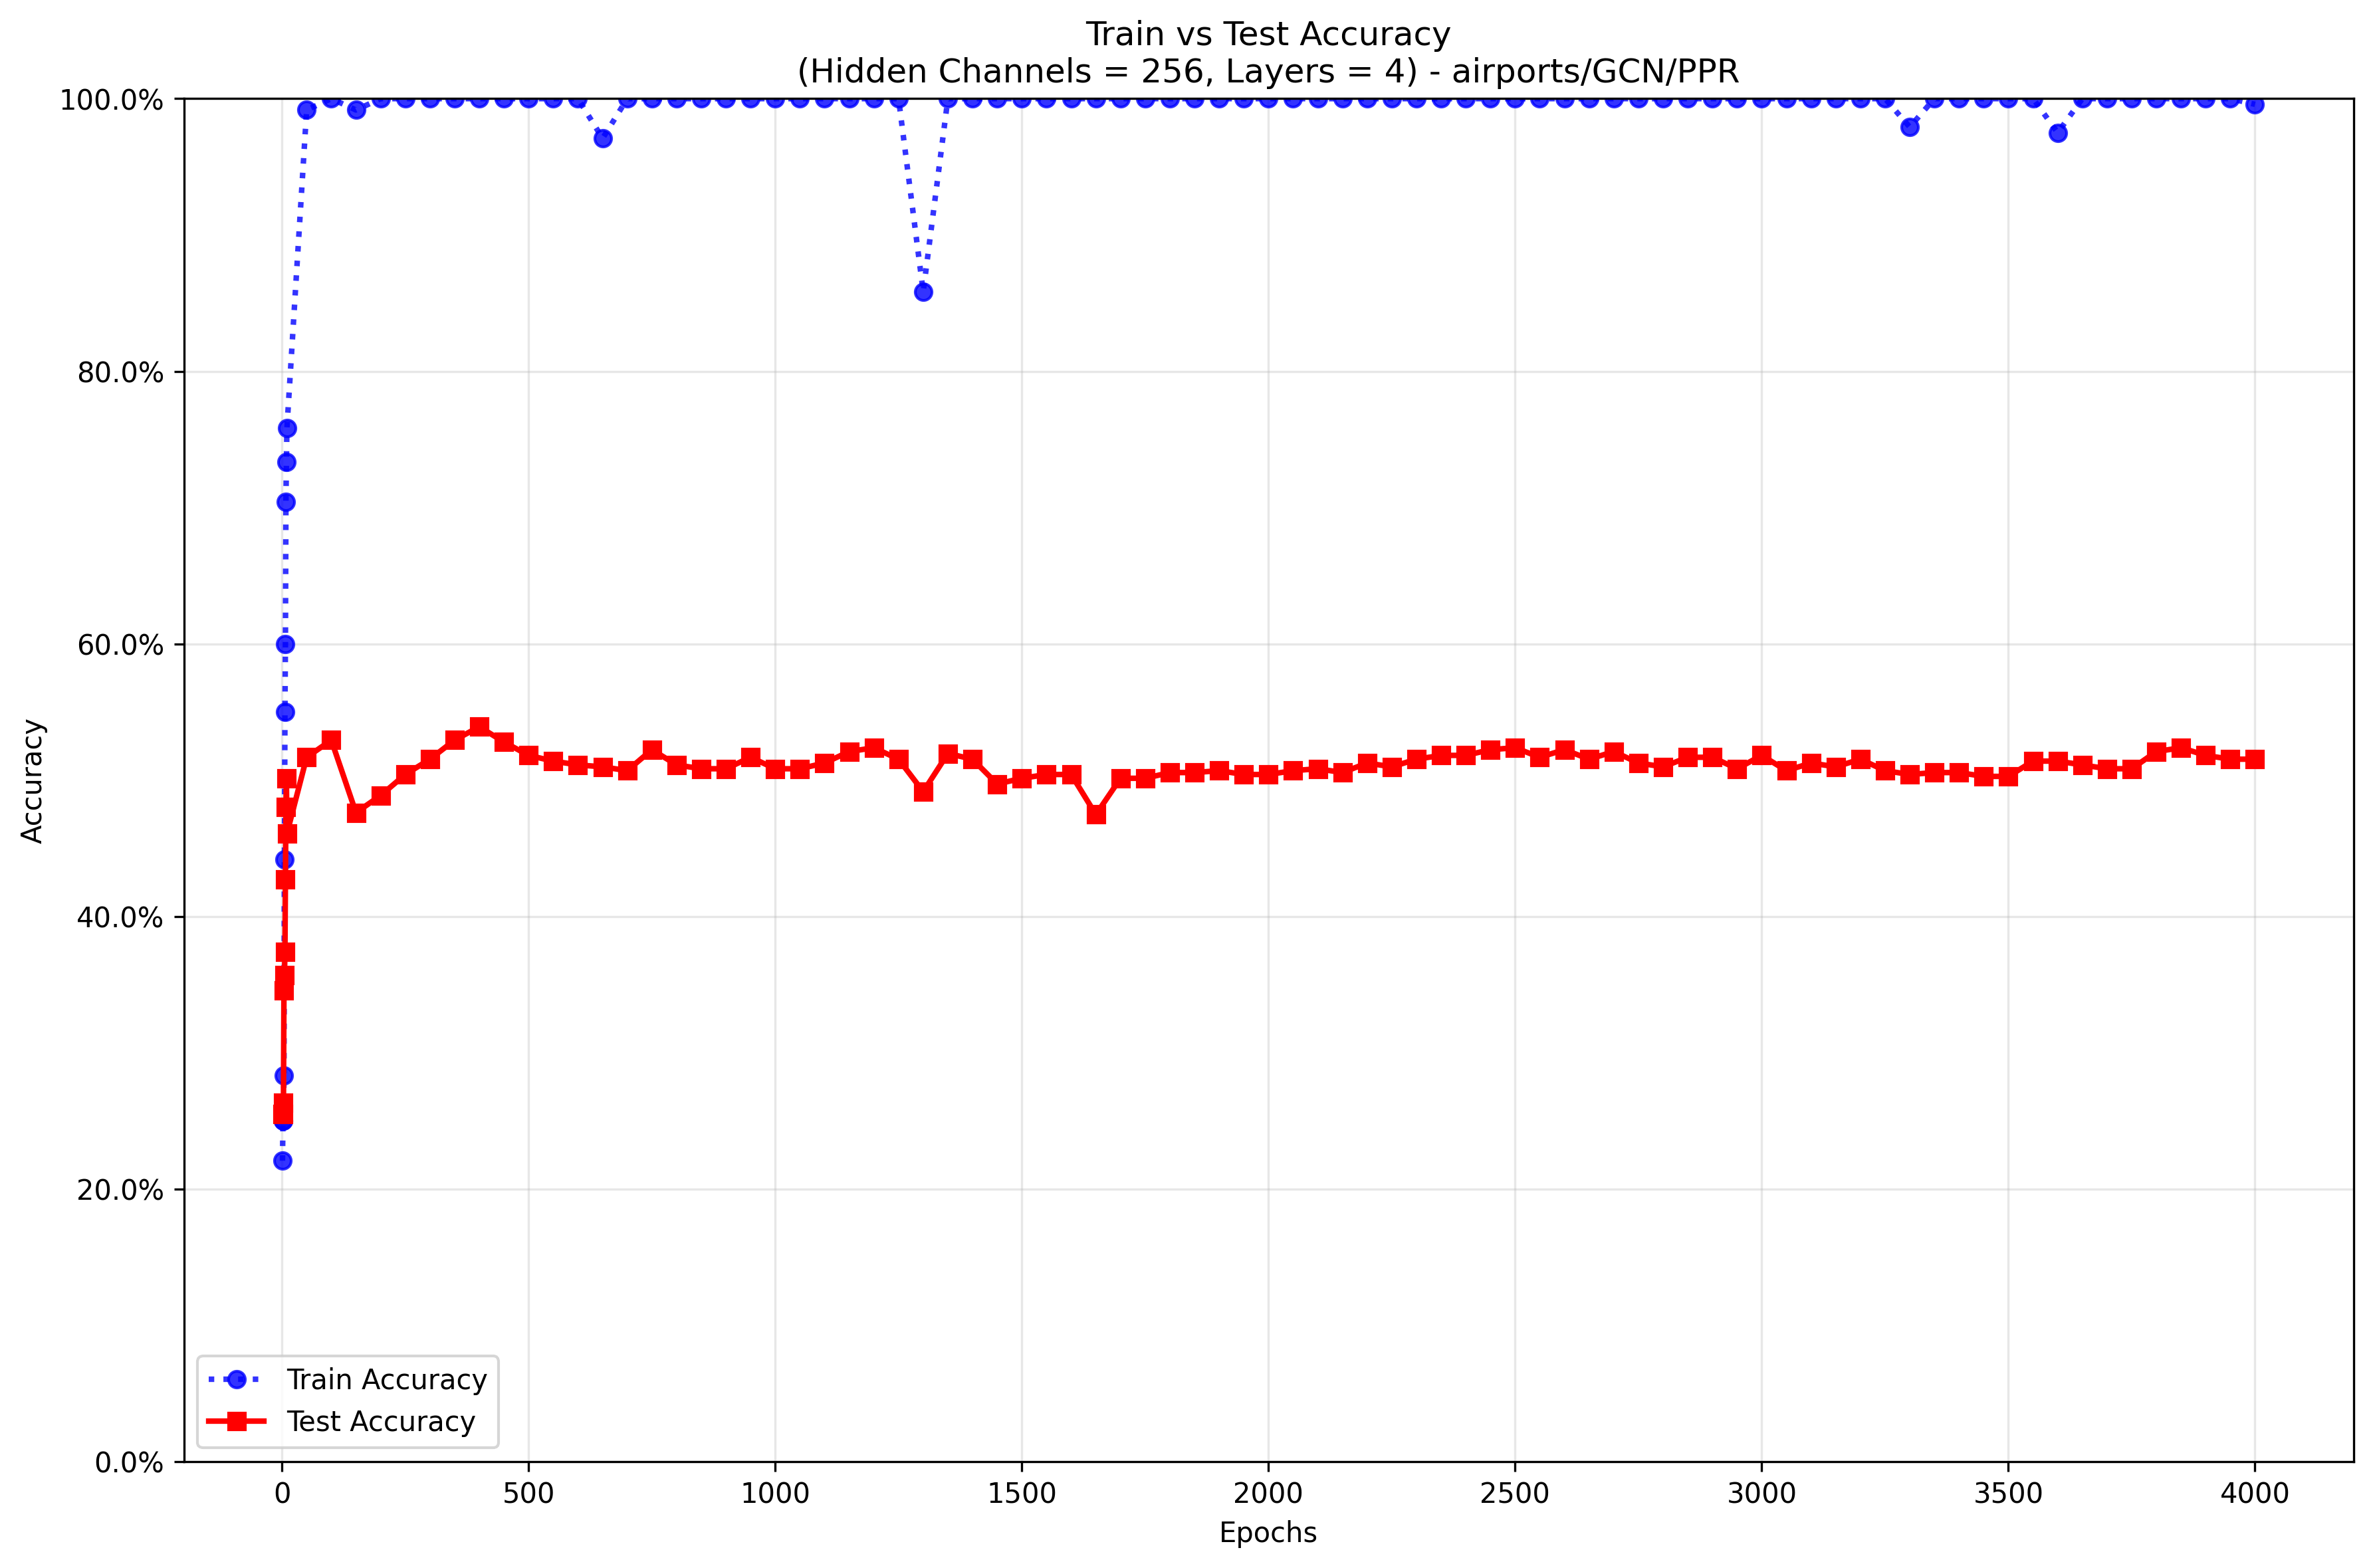 Train vs Test Accuracy
(Hidden Channels = 256, Layers = 4) - airports/GCN/PPR
100.0%
80.0%
60.0%
40.0%
20.0%
0.0%
Accuracy
Train Accuracy
Test Accuracy
0 500 1000 1500 2000 2500 3000 3500 4000
Epochs